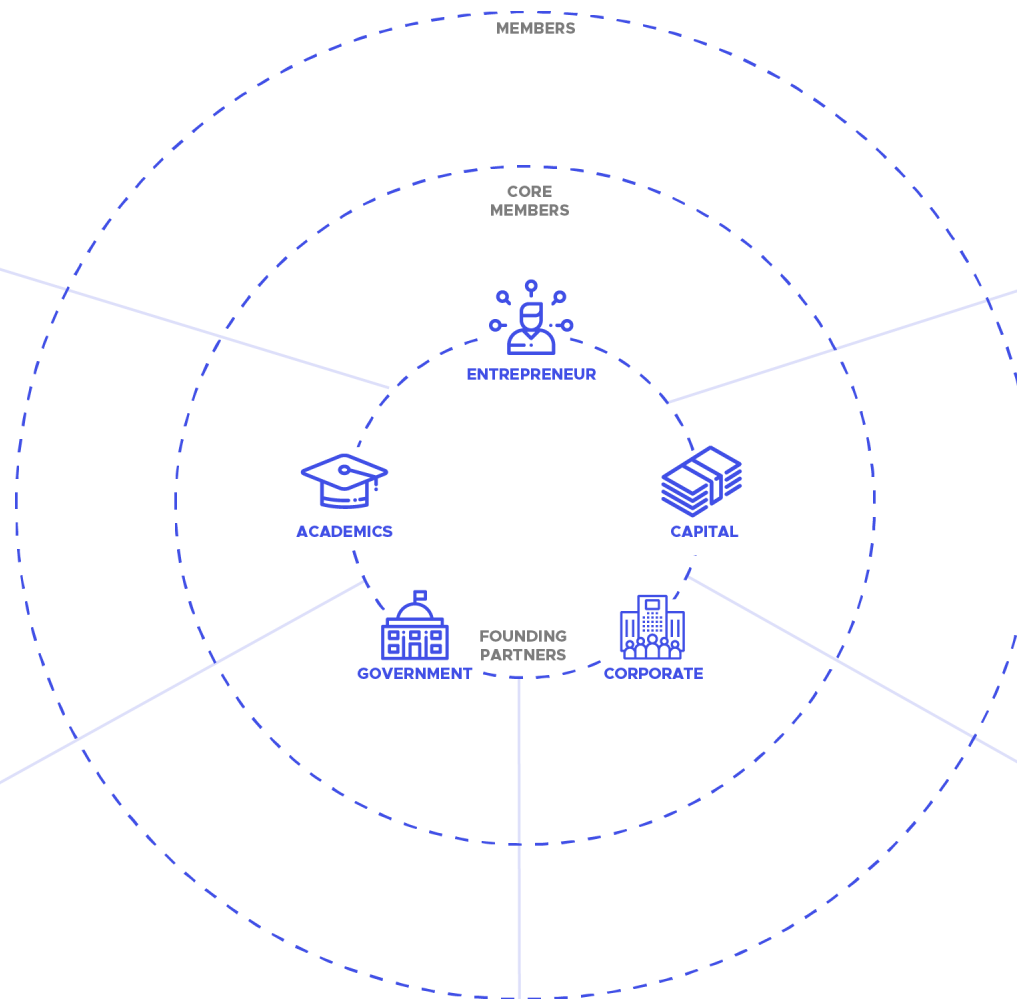 MEMBERS
CORE
MEMBERS
ENTREPRENEUR
ACADEMICS
CAPITAL
FOUNDING
PARTNERS
GOVERNMENT
CORPORATE